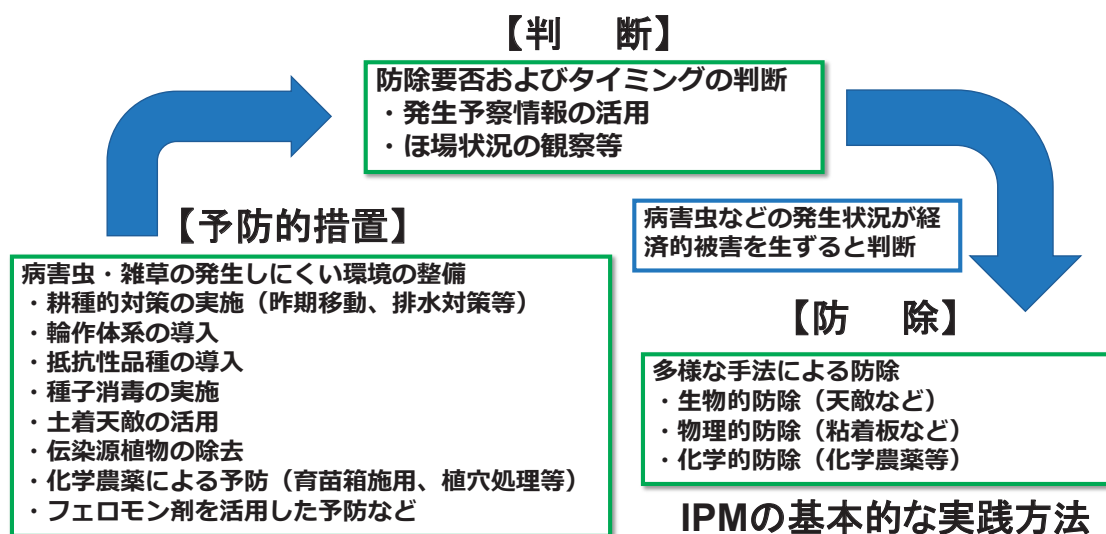 【判　断】
防除要否およびタイミングの判断
・発生予察情報の活用
・ほ場状況の観察等
【予防的措置】
病害虫・雑草の発生しにくい環境の整備
・耕種的対策の実施（昨期移動、排水対策等）
・輪作体系の導入
・抵抗性品種の導入
・種子消毒の実施
・土着天敵の活用
・伝染源植物の除去
・化学農薬による予防（育苗箱施用、植穴処理等）
・フェロモン剤を活用した予防など
病害虫などの発生状況が経
済的被害を生ずると判断
【防　除】
多様な手法による防除
・生物的防除（天敵など）
・物理的防除（粘着板など）
・化学的防除（化学農薬等）
IPMの基本的な実践方法